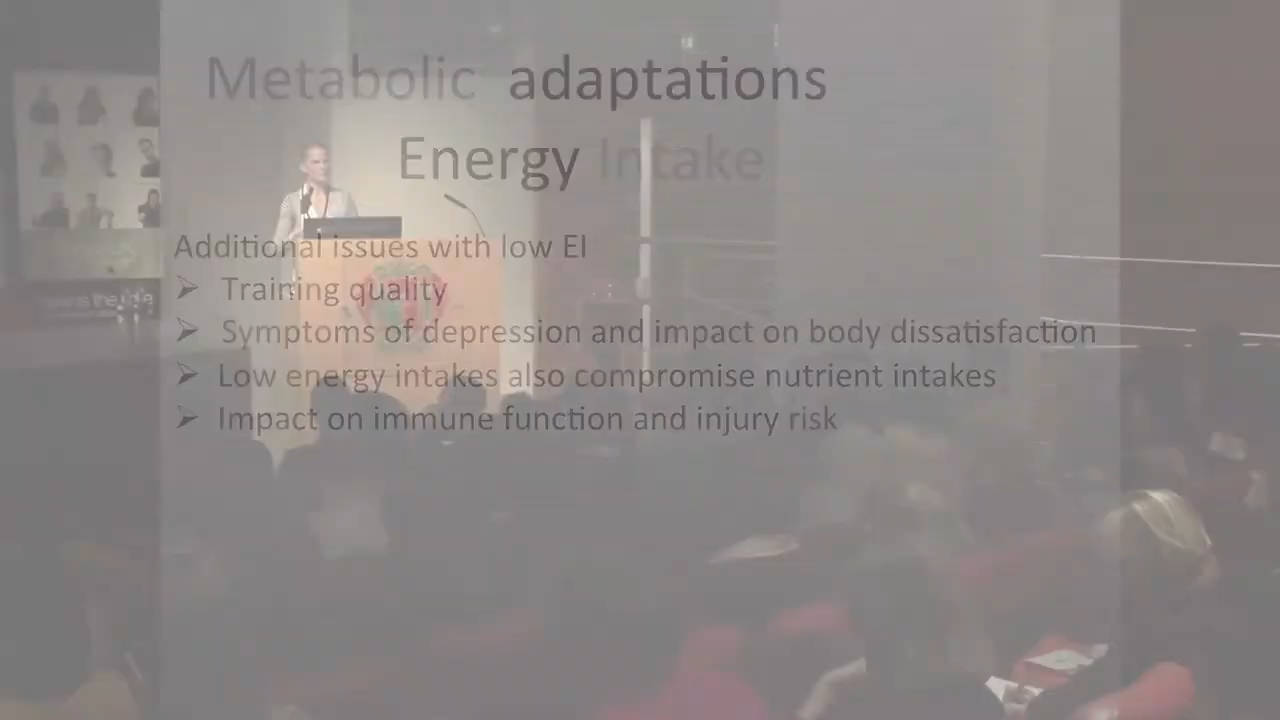 Metabolic adaptations
Energy Intake
Additional issues with low EI
Training quality
Symptoms of depression and impact on body dissatisfaction
Low energy intakes also compromise nutrient intakes
Impact on immune function and injury risk